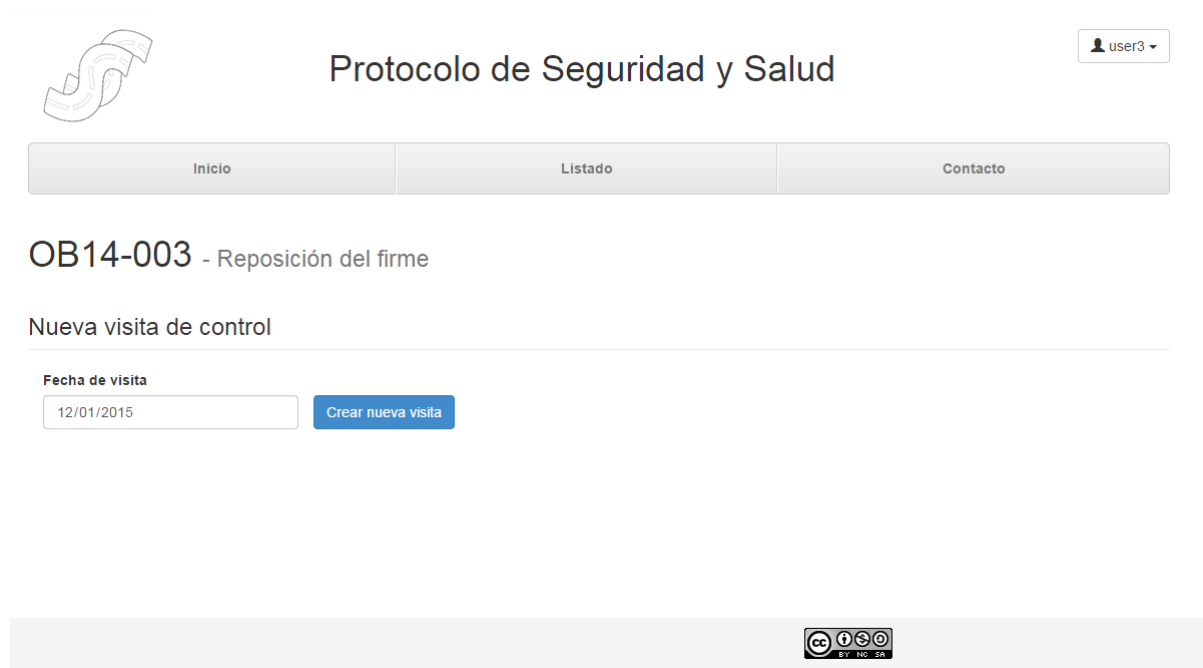 Protocolo de Seguridad y Salud
user3
Inicio
Listado
Contacto
OB14-003 - Reposición del firme
Nueva visita de control
Fecha de visita
12/01/2015
Crear nueva visita
cc
BY NC SA